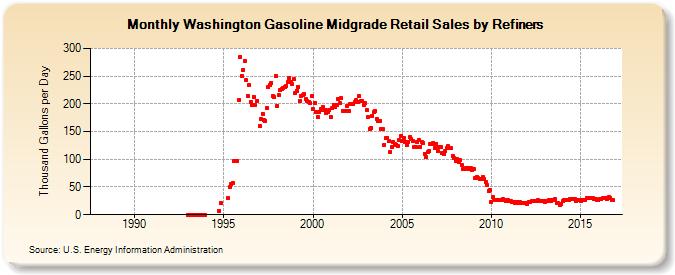 Monthly Washington Gasoline Midgrade Retail Sales by Refiners
Thousand Gallons per Day
300
250
200
150
100
50
0
1990 1995 2000 2005 2010 2015
Source: U.S. Energy Information Administration